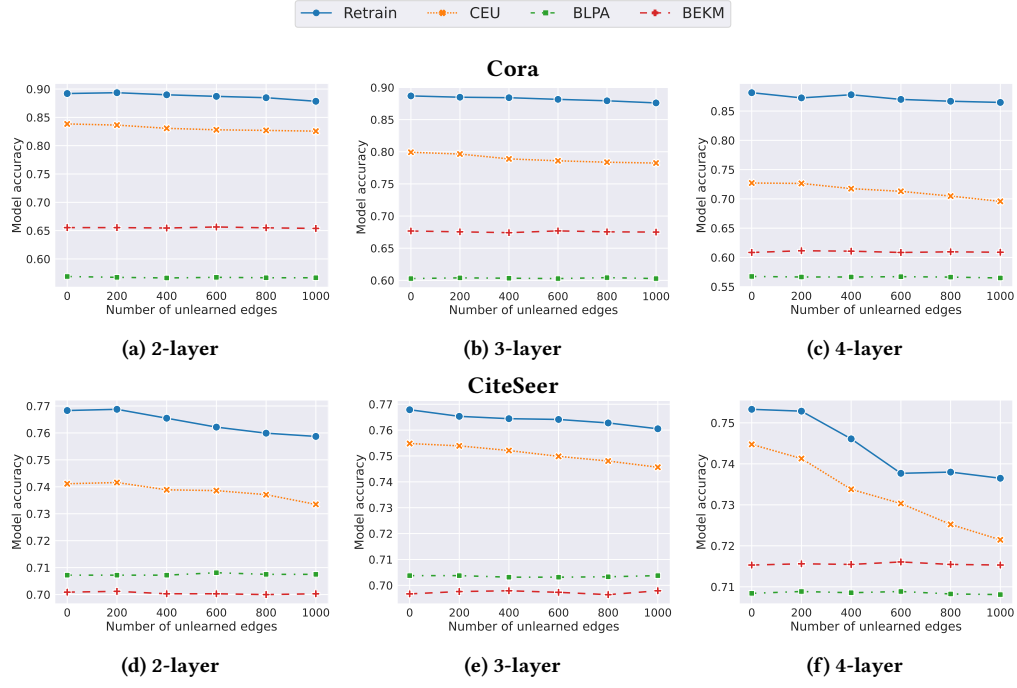 Retrain CEU BLPA BEKM
Cora
0.90
0.85
0.80
0.75
0.70
0.65
0.60
Model accuracy
0 200 400 600 800 1000
Number of unlearned edges
(a) 2-layer
0.90
0.85
0.80
0.75
0.70
0.65
0.60
Model accuracy
0 200 400 600 800 1000
Number of unlearned edges
(b) 3-layer
0.85
0.80
0.75
0.70
0.65
0.60
0.55
Model accuracy
0 200 400 600 800 1000
Number of unlearned edges
(c) 4-layer
CiteSeer
0.77
0.76
0.75
0.74
0.73
0.72
0.71
0.70
Model accuracy
0 200 400 600 800 1000
Number of unlearned edges
(d) 2-layer
0.77
0.76
0.75
0.74
0.73
0.72
0.71
0.70
Model accuracy
0 200 400 600 800 1000
Number of unlearned edges
(e) 3-layer
0.75
0.74
0.73
0.72
0.71
Model accuracy
0 200 400 600 800 1000
Number of unlearned edges
(f) 4-layer